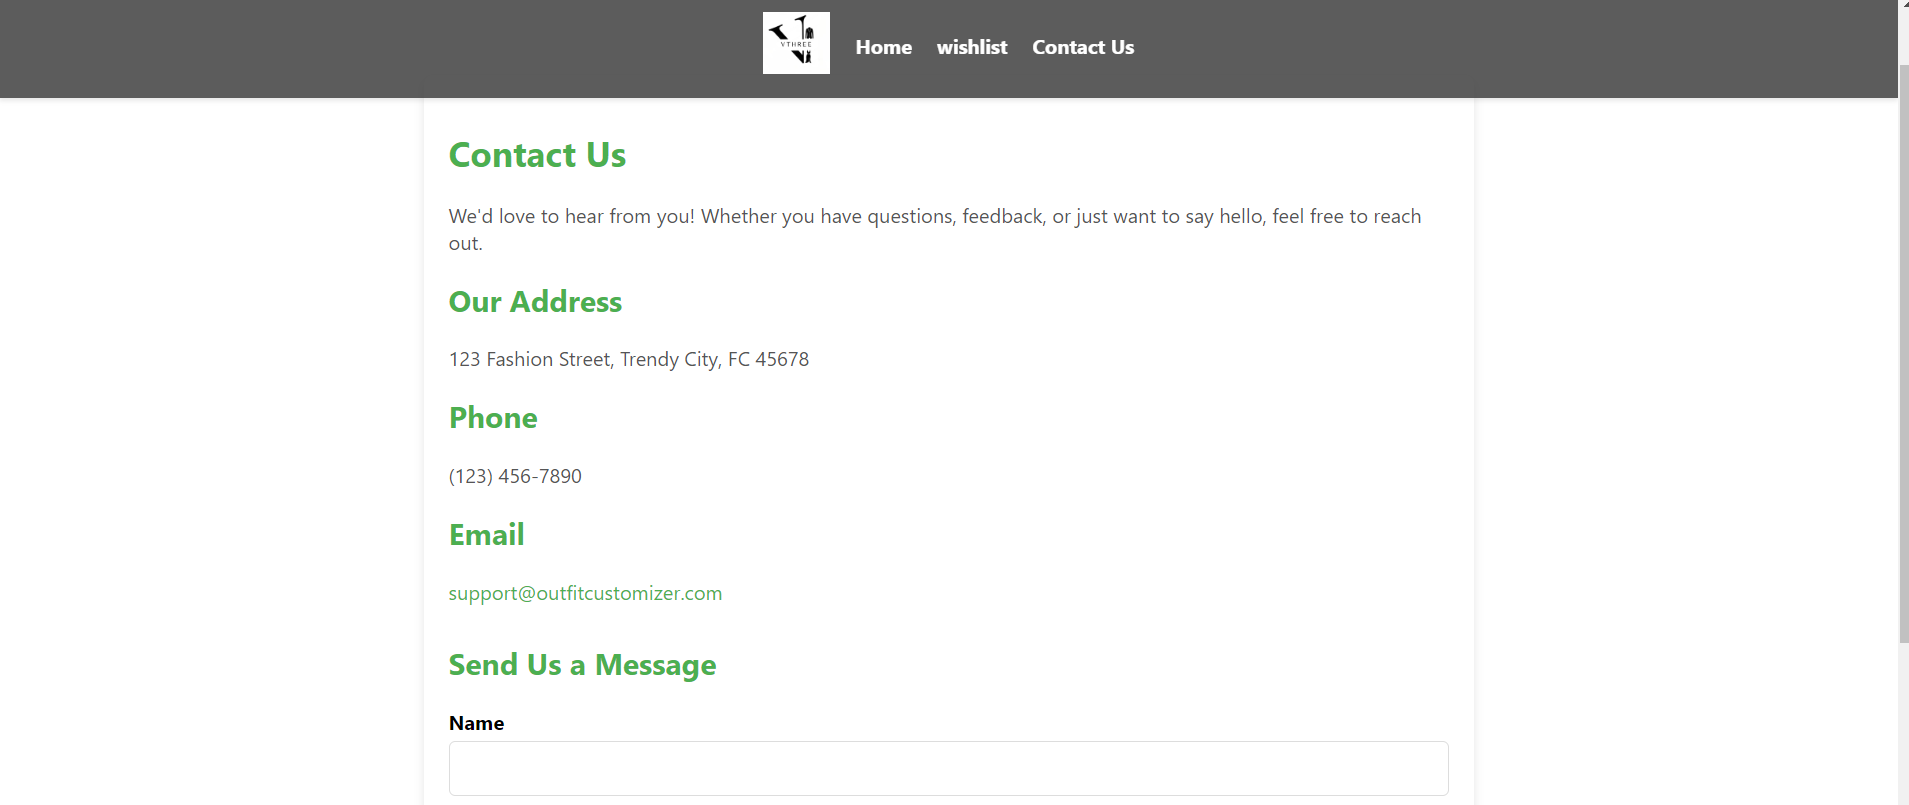 VTHREE
Home wishlist Contact Us
Contact Us
We'd love to hear from you! Whether you have questions, feedback, or just want to say hello, feel free to reach
out.
Our Address
123 Fashion Street, Trendy City, FC 45678
Phone
(123) 456-7890
Email
support@outfitcustomizer.com
Send Us a Message
Name